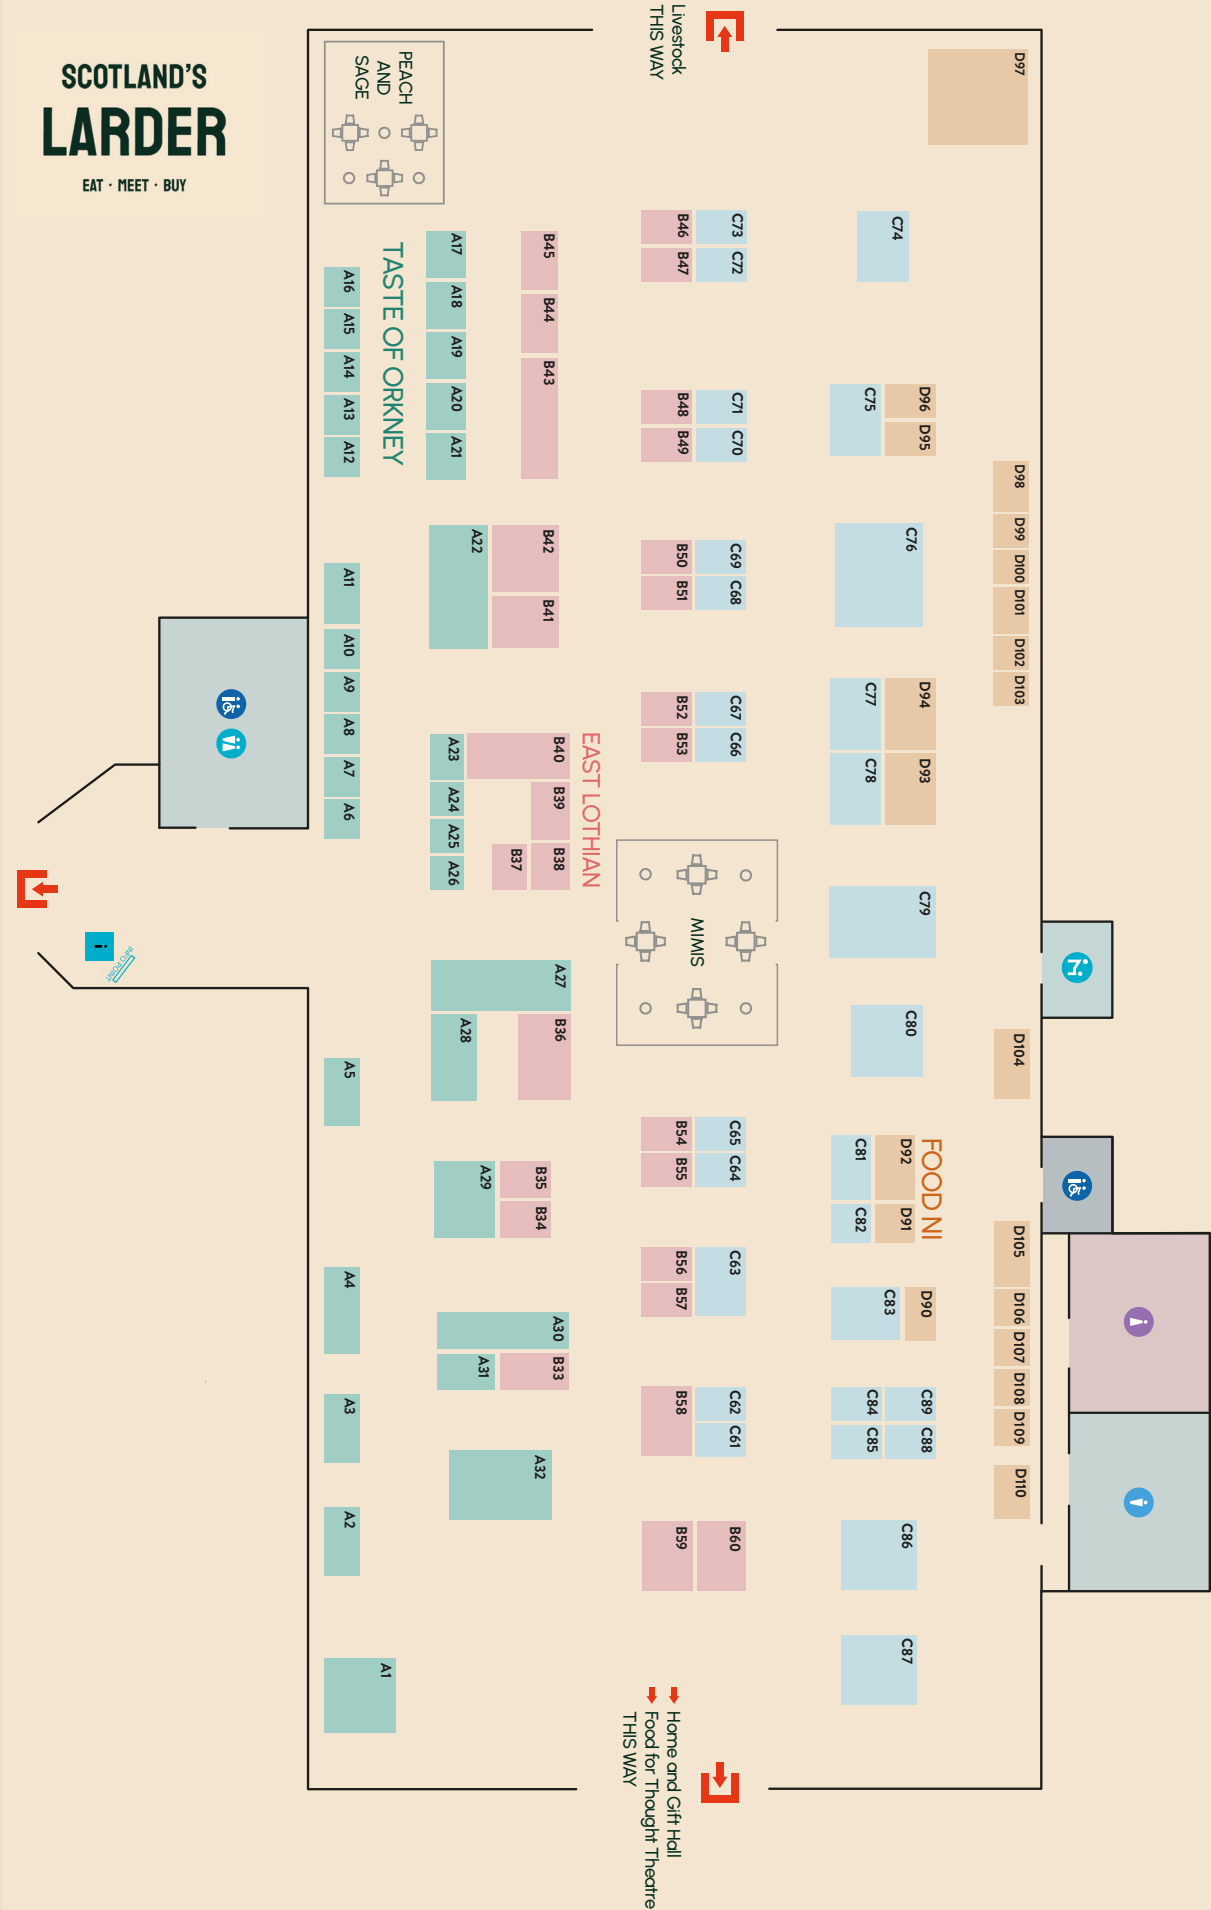 SCOTLAND'S
LARDER
EAT · MEET · BUY
Livestock
THIS WAY
PEACH
AND
SAGE
D97
B46
C73
C74
B47
C72
TASTE OF ORKNEY
A16
A15
A14
A13
A12
A17
A18
A19
A20
A21
B45
B44
B43
B48
C71
B49
C70
C75
D96
D95
D98
D99
D100
D101
D102
D103
A22
B42
B41
B50
C69
B51
C68
C76
A11
A10
A9
A8
A7
A6
B52
C67
B53
C66
C77
D94
C78
D93
EAST LOTHIAN
A23
A24
A25
A26
B40
B39
B38
B37
MIMIS
C79
C80
i
INFO POINT
A27
A28
B36
A5
D104
B54
C65
B55
C64
FOOD NI
C81
D92
C82
D91
A29
B35
B34
B56
C63
B57
D105
D106
D107
D108
D109
D110
A4
A30
A31
B33
C83
D90
A3
B58
C62
C61
C84
C89
C85
C88
A32
A2
B59
B60
C86
C87
A1
Home and Gift Hall
Food for Thought Theatre
THIS WAY